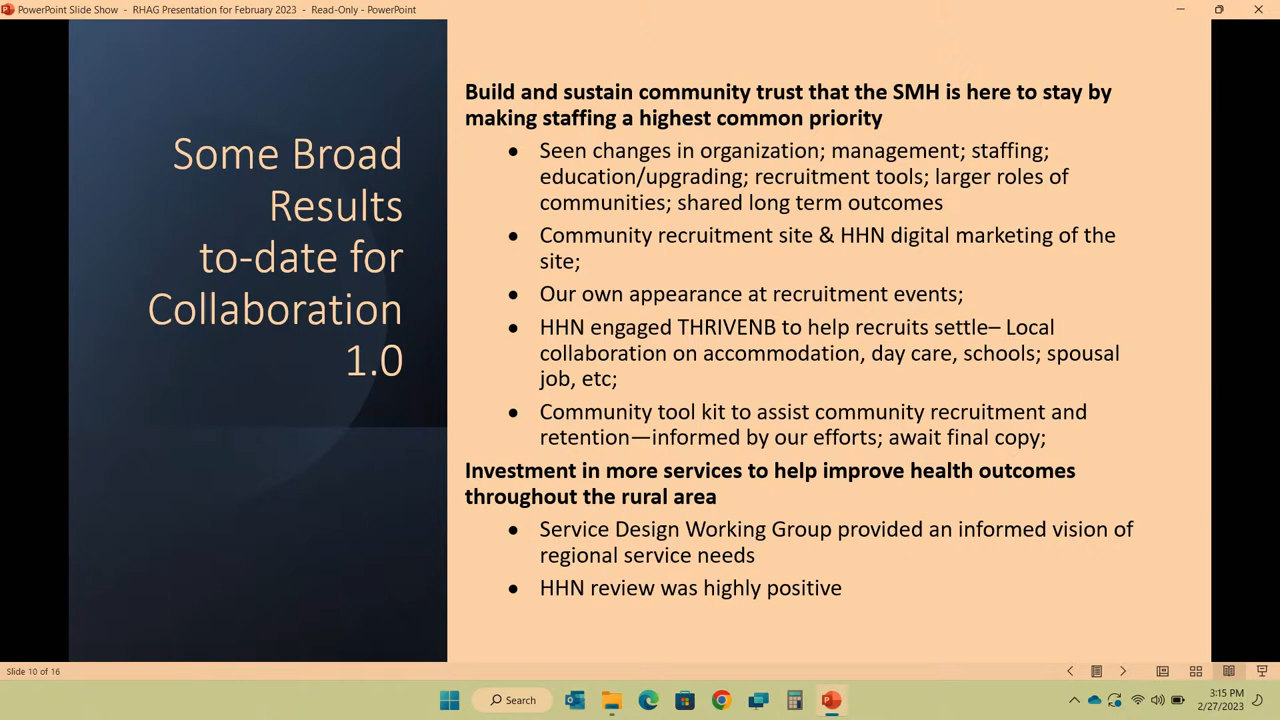 PowerPoint Slide Show - RHAG Presentation for February 2023 - Read-Only - PowerPoint
Some Broad
Results
to-date for
Collaboration
1.0
Build and sustain community trust that the SMH is here to stay by
making staffing a highest common priority
• Seen changes in organization; management; staffing;
education/upgrading; recruitment tools; larger roles of
communities; shared long term outcomes
• Community recruitment site & HHN digital marketing of the
site;
• Our own appearance at recruitment events;
• HHN engaged THRIVENB to help recruits settle– Local
collaboration on accommodation, day care, schools; spousal
job, etc;
• Community tool kit to assist community recruitment and
retention—informed by our efforts; await final copy;
Investment in more services to help improve health outcomes
throughout the rural area
• Service Design Working Group provided an informed vision of
regional service needs
• HHN review was highly positive
Slide 10 of 16
Search
3:15 PM
2/27/2023